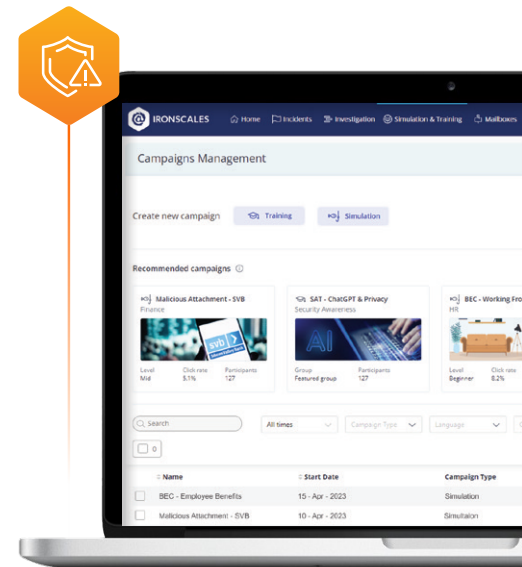 IRONSCALES Home Incidents Investigation Simulation & Training Mailboxes
Campaigns Management
Create new campaign Training Simulation
Recommended campaigns
Malicious Attachment - SVB
Finance
svb
Level Click rate Participants
Mid 5.1% 127
SAT - ChatGPT & Privacy
Security Awareness
AI
Group Participants
Featured group 127
BEC - Working Fro
HR
Level Click rate
Beginner 8.2%
Search All times Campaign Type Language
0
Name Start Date Campaign Type
BEC - Employee Benefits 15 - Apr - 2023 Simulation
Malicious Attachment - SVB 10 - Apr - 2023 Simultaion